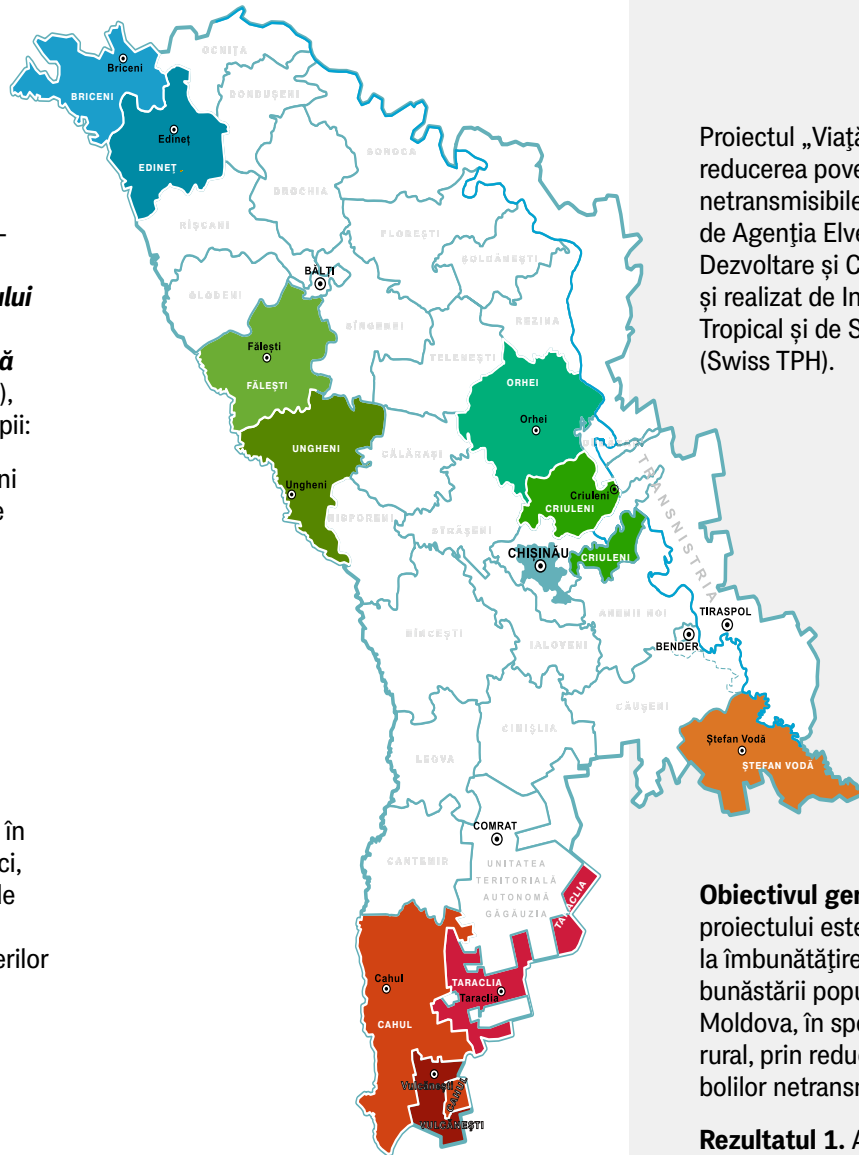 –
ului
ă
),
pii:
ni
e
în
ci,
le
erilor
OCNIȚA
Briceni
BRICENI
DONDUȘENI
Edineț
EDINEȚ
SOROCA
DROCHIA
RÎȘCANI
FLOREȘTI
ȘOLDĂNEȘTI
BĂLȚI
GLODENI
SÎNGEREI
REZINA
Fălești
TELENEȘTI
FĂLEȘTI
ORHEI
Orhei
UNGHENI
CĂLĂRAȘI
Ungheni
Criuleni
CRIULENI
NISPORENI
STRĂȘENI
TRANSNISTRIA
CHIȘINĂU
CRIULENI
ANENII NOI
TIRASPOL
HÎNCEȘTI
IALOVENI
BENDER
CĂUȘENI
CIMIȘLIA
Ștefan Vodă
LEOVA
ȘTEFAN VODĂ
COMRAT
CANTEMIR
UNITATEA
TERITORIALĂ
AUTONOMĂ
GĂGĂUZIA
TARACLIA
TARACLIA
Cahul
Taraclia
CAHUL
Vulcănești
CAHUL
VULCĂNEȘTI
Proiectul „Viaţă
reducerea pove
netransmisibile
de Agenţia Elve
Dezvoltare și C
și realizat de In
Tropical și de S
(Swiss TPH).
Obiectivul gen
proiectului este
la îmbunătăţire
bunăstării popu
Moldova, în spe
rural, prin reduc
bolilor netransm
Rezultatul 1. A